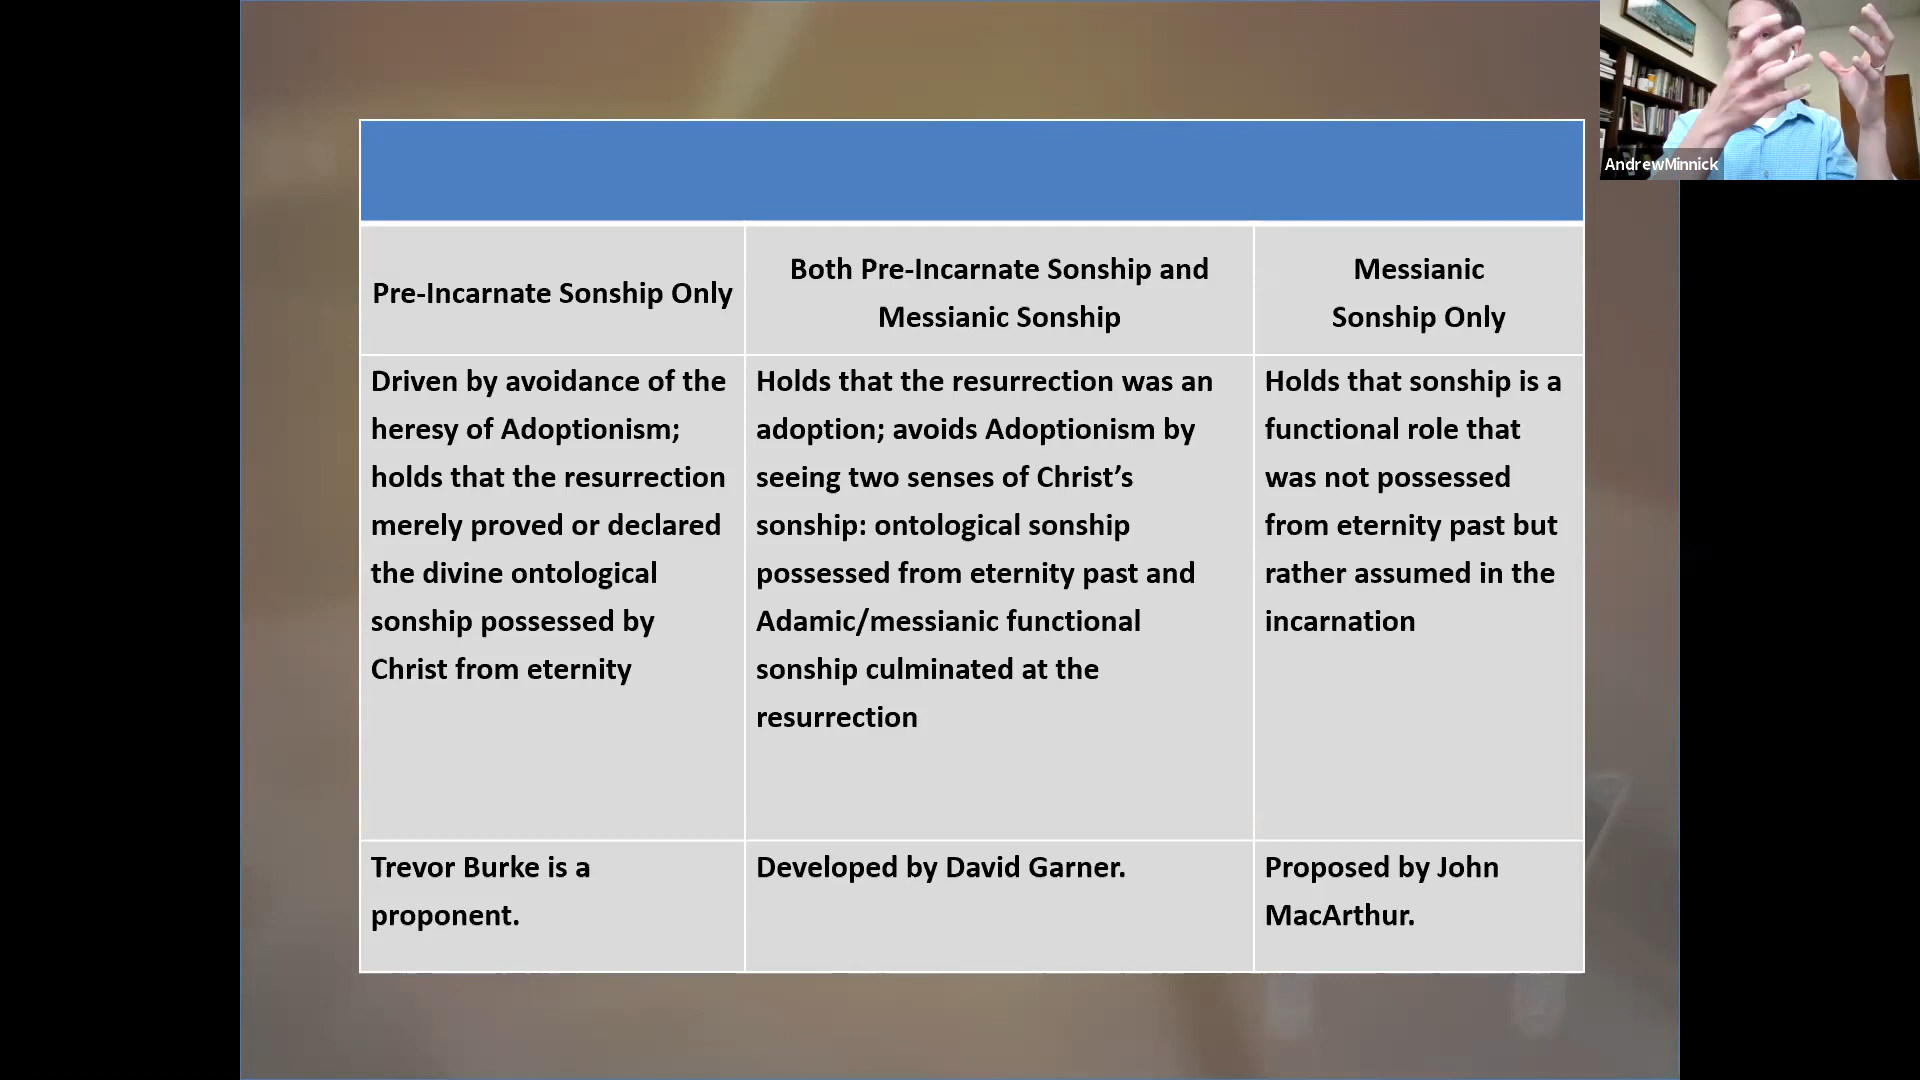 AndrewMinnick
Pre-Incarnate Sonship Only
Both Pre-Incarnate Sonship and
Messianic Sonship
Messianic
Sonship Only
Driven by avoidance of the
heresy of Adoptionism;
holds that the resurrection
merely proved or declared
the divine ontological
sonship possessed by
Christ from eternity
Holds that the resurrection was an
adoption; avoids Adoptionism by
seeing two senses of Christ’s
sonship: ontological sonship
possessed from eternity past and
Adamic/messianic functional
sonship culminated at the
resurrection
Holds that sonship is a
functional role that
was not possessed
from eternity past but
rather assumed in the
incarnation
Trevor Burke is a
proponent.
Developed by David Garner.
Proposed by John
MacArthur.